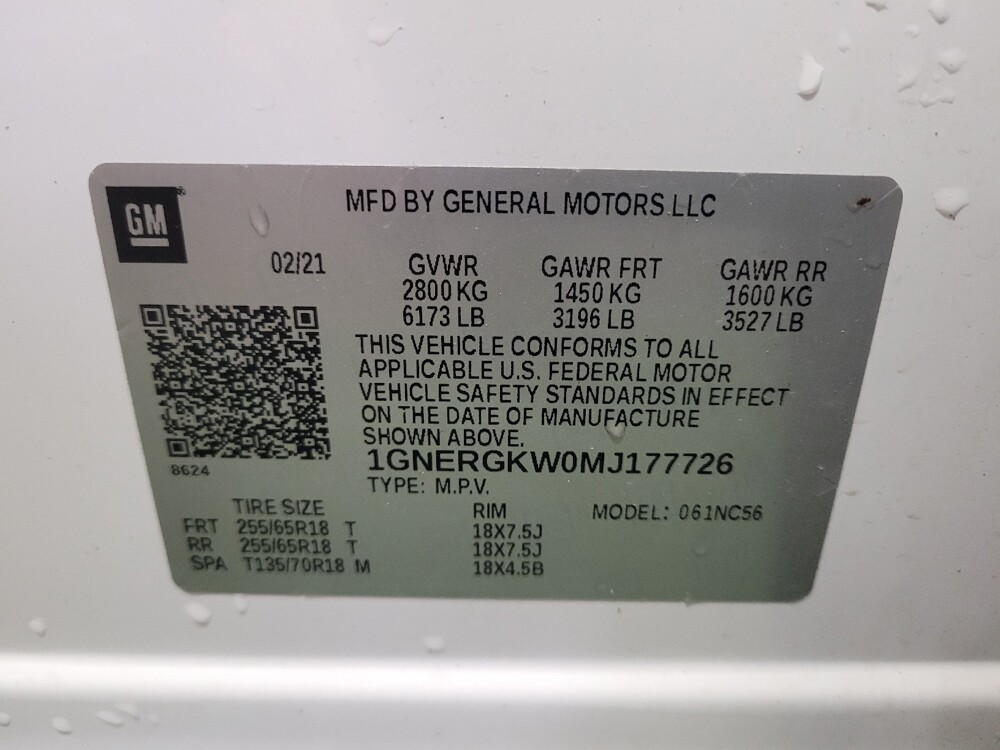 GM
MFD BY GENERAL MOTORS LLC
02/21 GVWR GAWR FRT GAWR RR
2800 KG 1450 KG 1600 KG
6173 LB 3196 LB 3527 LB
THIS VEHICLE CONFORMS TO ALL
APPLICABLE U.S. FEDERAL MOTOR
VEHICLE SAFETY STANDARDS IN EFFECT
ON THE DATE OF MANUFACTURE
SHOWN ABOVE.
8624
1GNERGKW0MJ177726
TYPE: M.P.V.
TIRE SIZE RIM MODEL: 061NC56
FRT 255/65R18 T 18X7.5J
RR 255/65R18 T 18X7.5J
SPA T135/70R18 M 18X4.5B